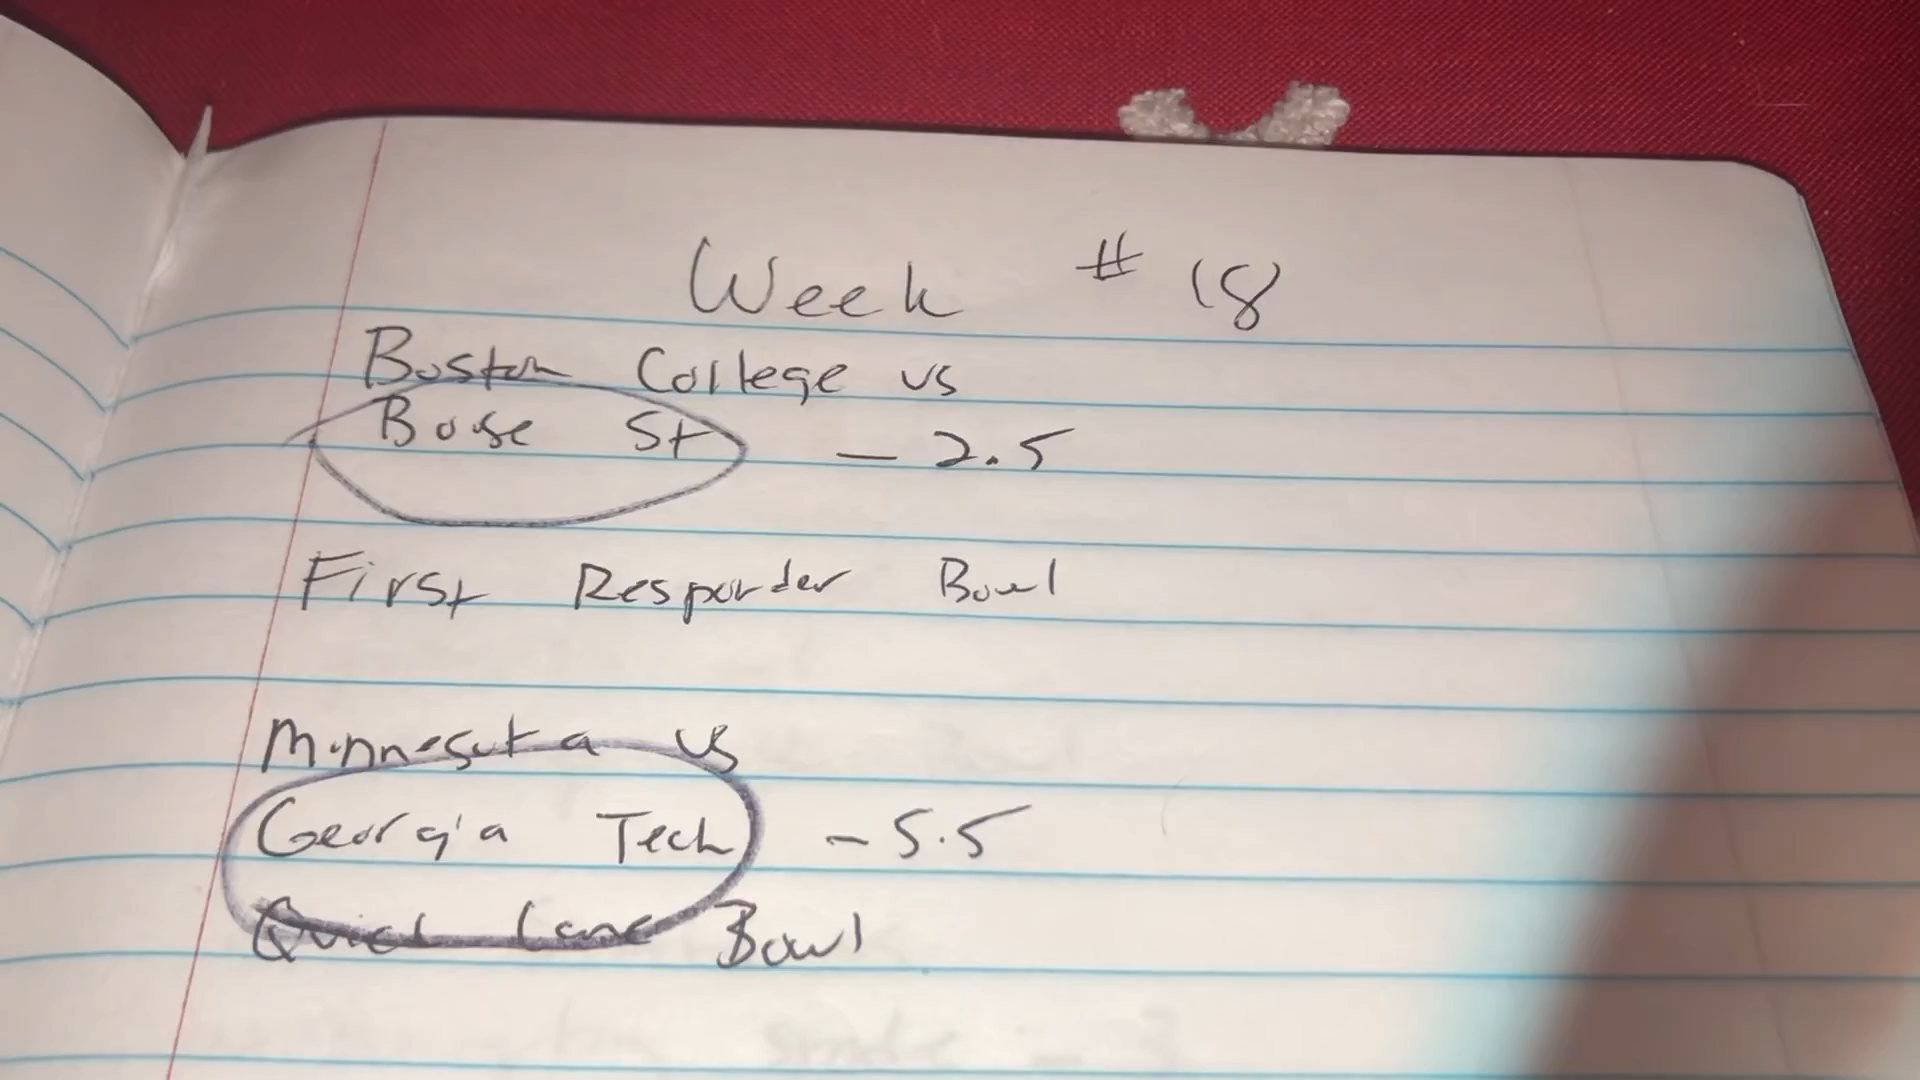 Week # 18
Boston College vs
Boise St - 2.5
First Responder Bowl
Minnesota vs
Georgia Tech - 5.5
Quick Lane Bowl